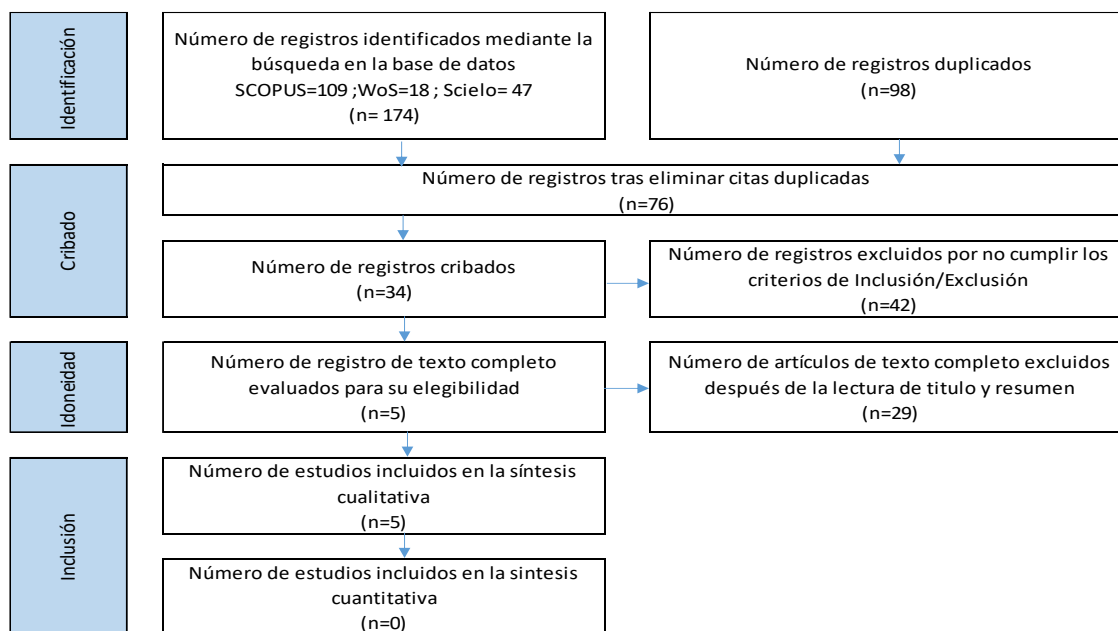 Identificación
Número de registros identificados mediante la
búsqueda en la base de datos
SCOPUS=109 ;WoS=18 ; Scielo= 47
(n= 174)
Número de registros duplicados
(n=98)
Cribado
Número de registros tras eliminar citas duplicadas
(n=76)
Número de registros cribados
(n=34)
Número de registros excluidos por no cumplir los
criterios de Inclusión/Exclusión
(n=42)
Idoneidad
Número de registro de texto completo
evaluados para su elegibilidad
(n=5)
Número de artículos de texto completo excluidos
después de la lectura de titulo y resumen
(n=29)
Inclusión
Número de estudios incluidos en la síntesis
cualitativa
(n=5)
Número de estudios incluidos en la sintesis
cuantitativa
(n=0)